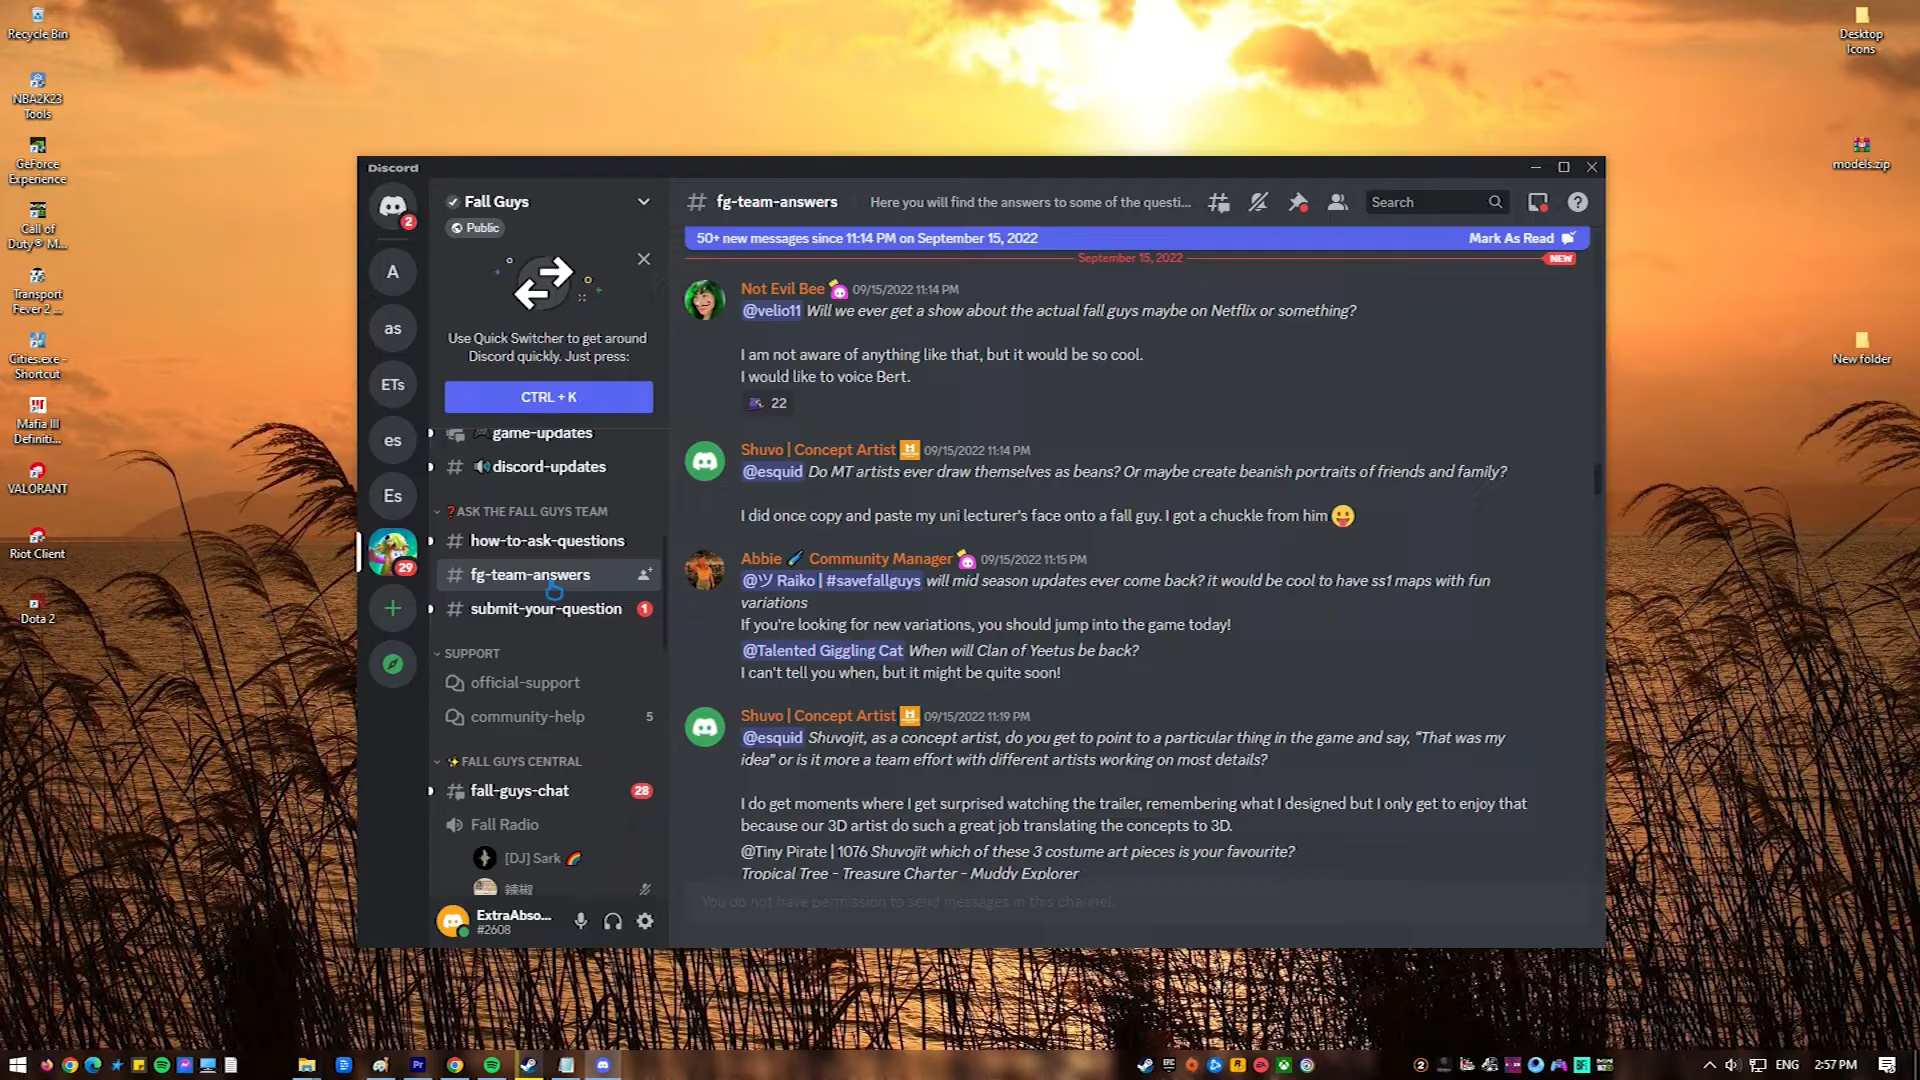 Recycle Bin
NBA2K23
Tools
GeForce
Experience
Call of
Duty® M...
Transport
Fever 2 ...
Cities.exe -
Shortcut
Mafia III
Definiti...
VALORANT
Riot Client
Dota 2
Desktop
Icons
models.zip
New folder
Discord
2
A
as
ETs
es
Es
29
Fall Guys
Public
Use Quick Switcher to get around
Discord quickly. Just press:
CTRL + K
game-updates
discord-updates
ASK THE FALL GUYS TEAM
how-to-ask-questions
fg-team-answers
submit-your-question 1
SUPPORT
official-support
community-help 5
FALL GUYS CENTRAL
fall-guys-chat 28
Fall Radio
[DJ] Sark
辣椒
ExtraAbso...
#2608
fg-team-answers Here you will find the answers to some of the questi... Search
50+ new messages since 11:14 PM on September 15, 2022 Mark As Read
September 15, 2022 NEW
Not Evil Bee 09/15/2022 11:14 PM
@velio11 Will we ever get a show about the actual fall guys maybe on Netflix or something?
I am not aware of anything like that, but it would be so cool.
I would like to voice Bert.
22
Shuvo | Concept Artist 09/15/2022 11:14 PM
@esquid Do MT artists ever draw themselves as beans? Or maybe create beanish portraits of friends and family?
I did once copy and paste my uni lecturer's face onto a fall guy. I got a chuckle from him
Abbie Community Manager 09/15/2022 11:15 PM
@ツ Raiko | #savefallguys will mid season updates ever come back? it would be cool to have ss1 maps with fun
variations
If you're looking for new variations, you should jump into the game today!
@Talented Giggling Cat When will Clan of Yeetus be back?
I can't tell you when, but it might be quite soon!
Shuvo | Concept Artist 09/15/2022 11:19 PM
@esquid Shuvojit, as a concept artist, do you get to point to a particular thing in the game and say, "That was my
idea" or is it more a team effort with different artists working on most details?
I do get moments where I get surprised watching the trailer, remembering what I designed but I only get to enjoy that
because our 3D artist do such a great job translating the concepts to 3D.
@Tiny Pirate | 1076 Shuvojit which of these 3 costume art pieces is your favourite?
Tropical Tree - Treasure Charter - Muddy Explorer
You do not have permission to send messages in this channel.
ENG 2:57 PM